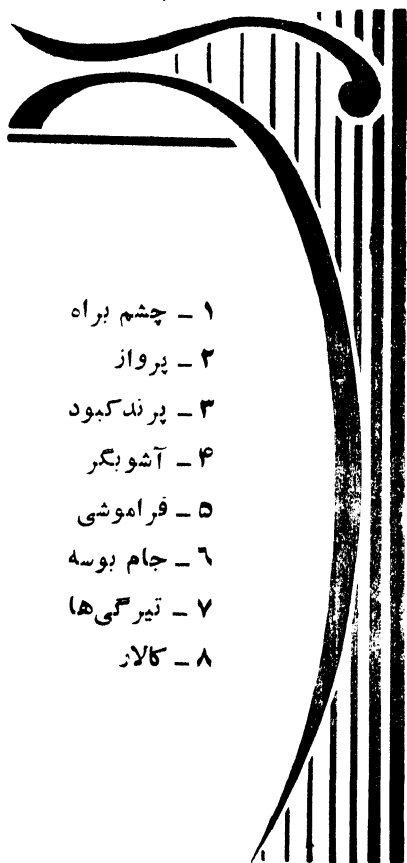 ۱ – چشم براه
۲ – پرواز
۳ – پرندکبود
۴ – آشوبگر
۵ – فراموشی
۶ – جام بوسه
۷ – تیرگی‌ها
۸ – کالار